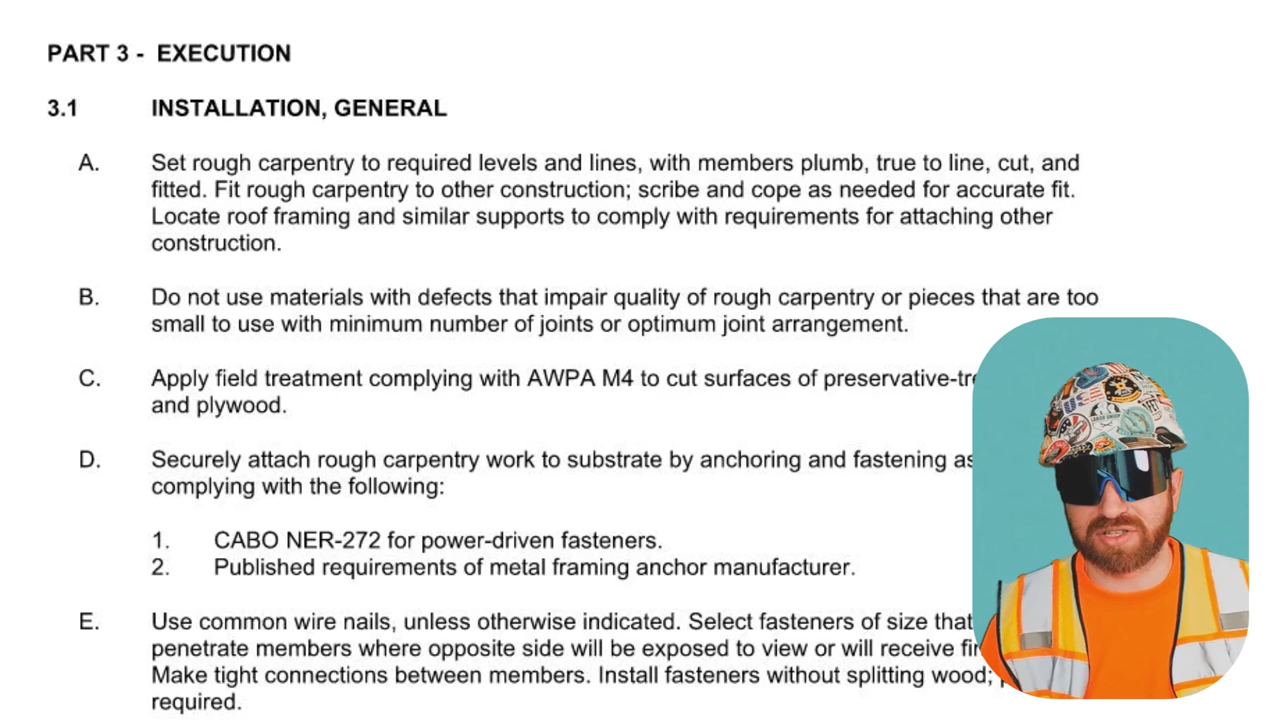 PART 3 - EXECUTION
3.1 INSTALLATION, GENERAL
A. Set rough carpentry to required levels and lines, with members plumb, true to line, cut, and
fitted. Fit rough carpentry to other construction; scribe and cope as needed for accurate fit.
Locate roof framing and similar supports to comply with requirements for attaching other
construction.
B. Do not use materials with defects that impair quality of rough carpentry or pieces that are too
small to use with minimum number of joints or optimum joint arrangement.
C. Apply field treatment complying with AWPA M4 to cut surfaces of
and plywood.
D. Securely attach rough carpentry work to substrate by anchoring and fastening as
complying with the following:
1. CABO NER-272 for power-driven fasteners.
2. Published requirements of metal framing anchor manufacturer.
E. Use common wire nails, unless otherwise indicated. Select fasteners of size that
penetrate members where opposite side will be exposed to view or will receive
Make tight connections between members. Install fasteners without splitting wood;
required.